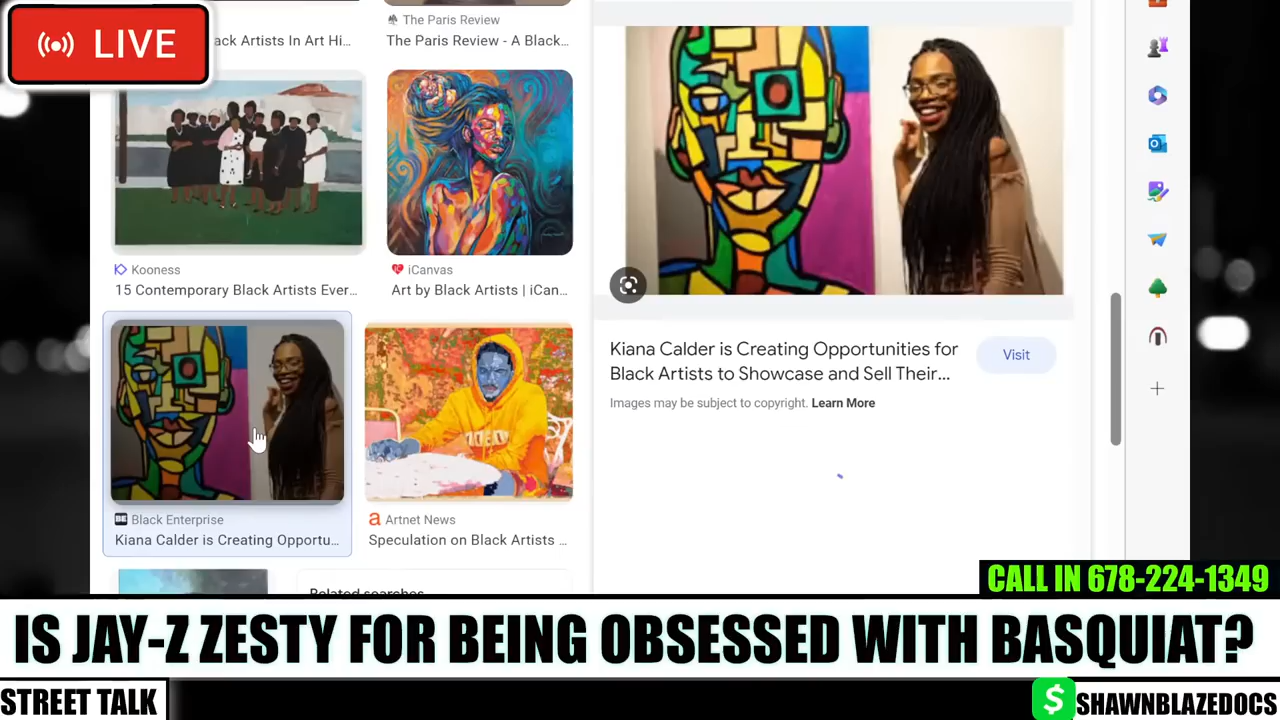 LIVE
ack Artists In Art Hi...
The Paris Review
The Paris Review - A Black...
Kooness
15 Contemporary Black Artists Ever...
iCanvas
Art by Black Artists | iCan...
BE Black Enterprise
Kiana Calder is Creating Opportu...
a Artnet News
Speculation on Black Artists ...
Related searches
Kiana Calder is Creating Opportunities for
Black Artists to Showcase and Sell Their...
Visit
Images may be subject to copyright. Learn More
CALL IN 678-224-1349
IS JAY-Z ZESTY FOR BEING OBSESSED WITH BASQUIAT?
STREET TALK
$ SHAWNBLAZEDOCS